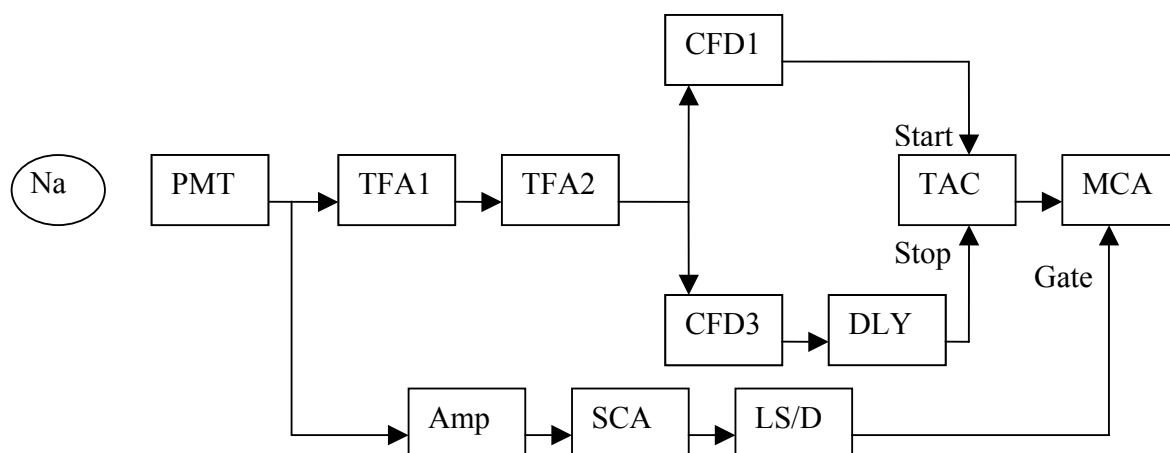 CFD1
Start
Na
PMT
TFA1
TFA2
TAC
MCA
Stop
Gate
CFD3
DLY
Amp
SCA
LS/D